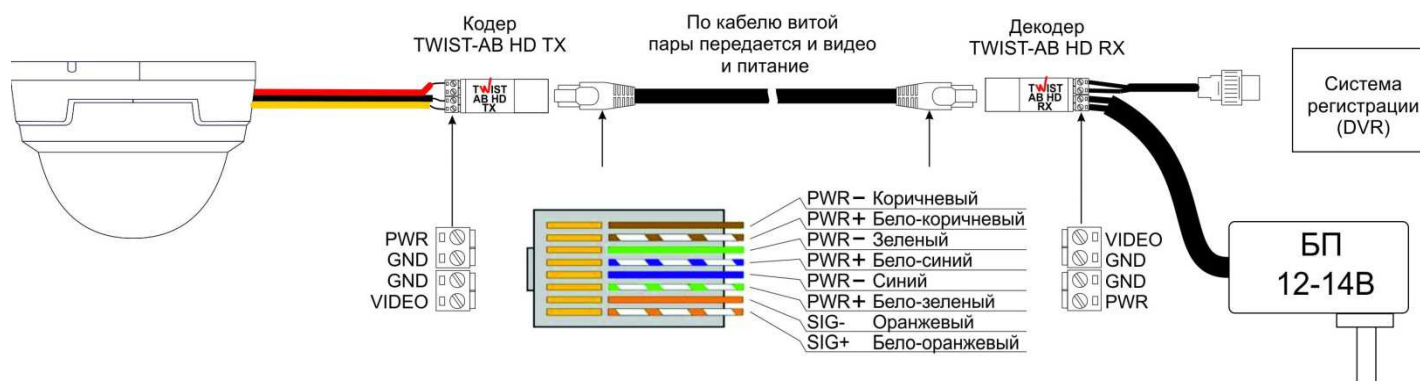 Кодер
TWIST-AB HD TX
По кабелю витой
пары передается и видео
и питание
Декодер
TWIST-AB HD RX
TWIST
AB HD
TX
TWIST
AB HD
RX
Система
регистрации
(DVR)
PWR
GND
GND
VIDEO
PWR− Коричневый
PWR+ Бело-коричневый
PWR− Зеленый
PWR+ Бело-синий
PWR− Синий
PWR+ Бело-зеленый
SIG- Оранжевый
SIG+ Бело-оранжевый
VIDEO
GND
GND
PWR
БП
12-14В